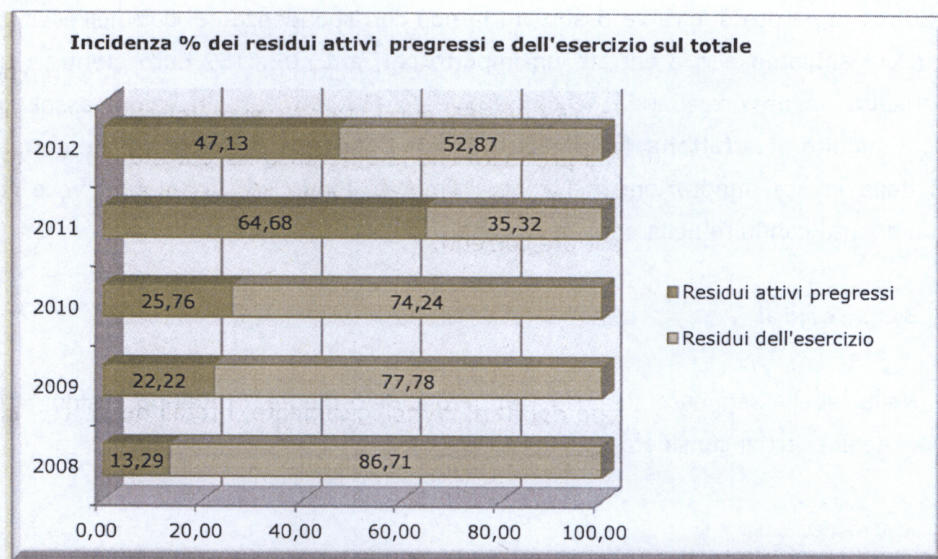 Incidenza % dei residui attivi pregressi e dell'esercizio sul totale
2012 47,13 52,87
2011 64,68 35,32
2010 25,76 74,24
2009 22,22 77,78
2008 13,29 86,71
0,00 20,00 40,00 60,00 80,00 100,00
Residui attivi pregressi
Residui dell'esercizio